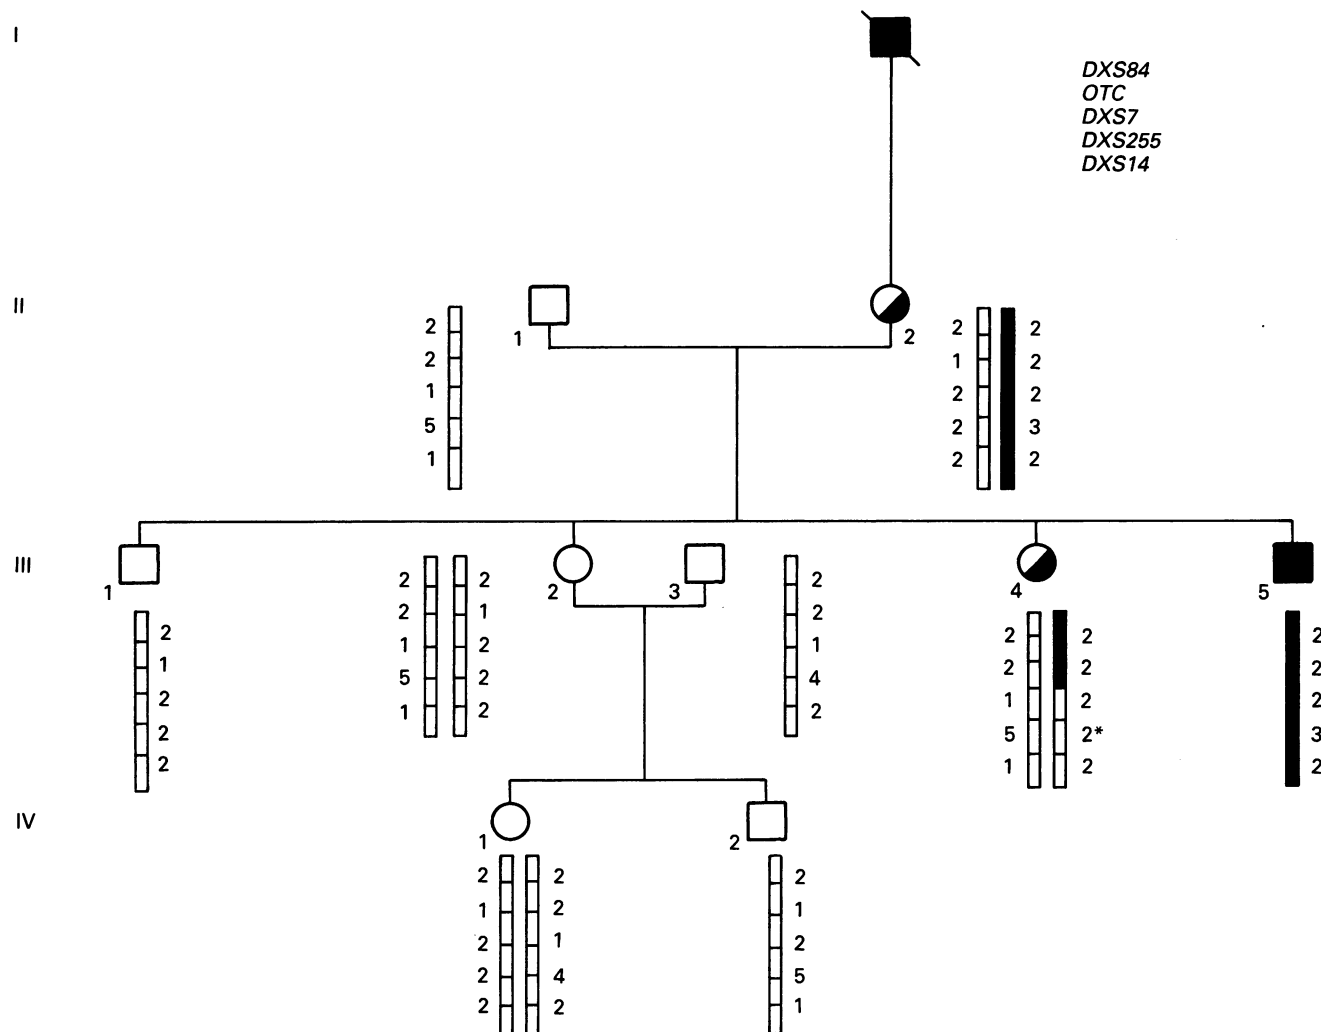 I
DXS84
OTC
DXS7
DXS255
DXS14
II
1
2
2 2 1 5 1
2 1 2 2 2
2 2 2 3 2
III
1
2
3
4
5
2 1 2 2 2
2 2 1 5 1
2 1 2 2 2
2 2 1 4 2
2 2 1 5 1
2 2 2 2* 2
2 2 2 3 2
IV
1
2
2 1 2 2 2
2 2 1 4 2
2 1 2 5 1